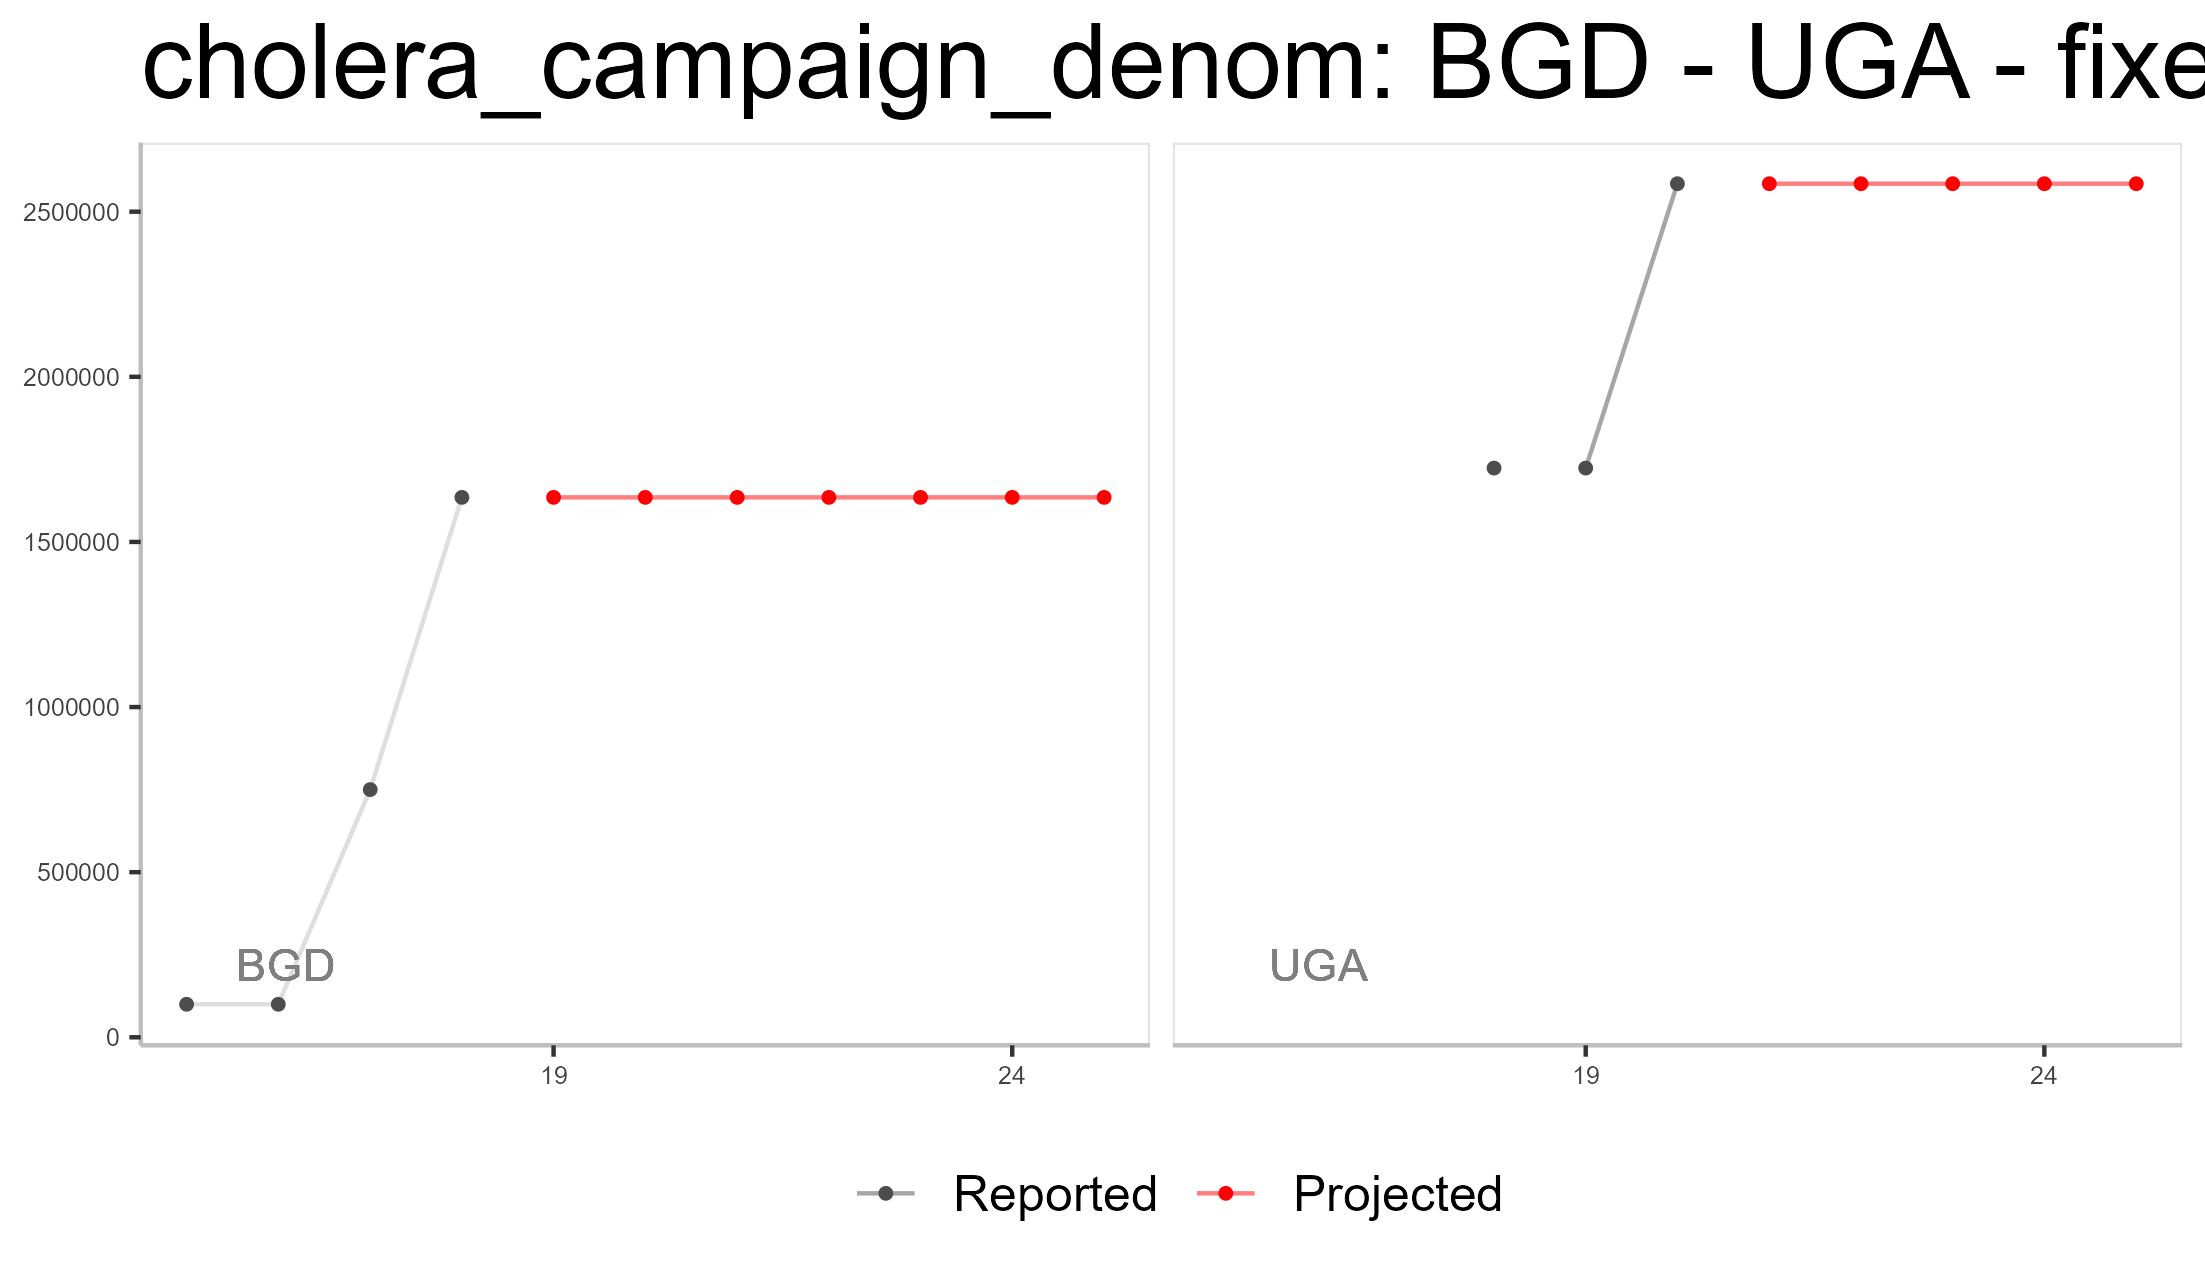 cholera_campaign_denom: BGD - UGA - fixe
2500000
2000000
1500000
1000000
500000
0
BGD
UGA
19
24
19
24
Reported
Projected